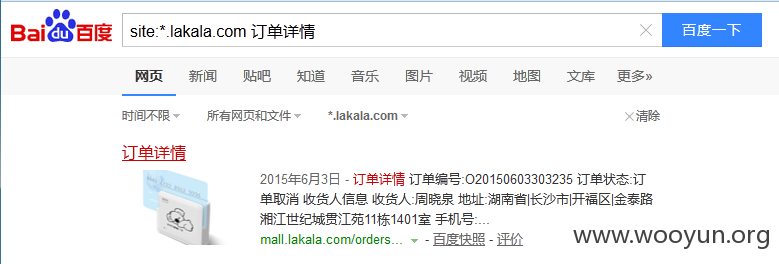 Bai du 百度 site:*.lakala.com 订单详情 百度一下
网页 新闻 贴吧 知道 音乐 图片 视频 地图 文库 更多»
时间不限 所有网页和文件 *.lakala.com 清除
订单详情
2015年6月3日 - 订单详情 订单编号:O20150603303235 订单状态:订
单取消 收货人信息 收货人:周晓泉 地址:湖南省|长沙市|开福区|金泰路
湘江世纪城贯江苑11栋1401室 手机号:...
mall.lakala.com/orders... - 百度快照 - 评价
www.wooyun.org